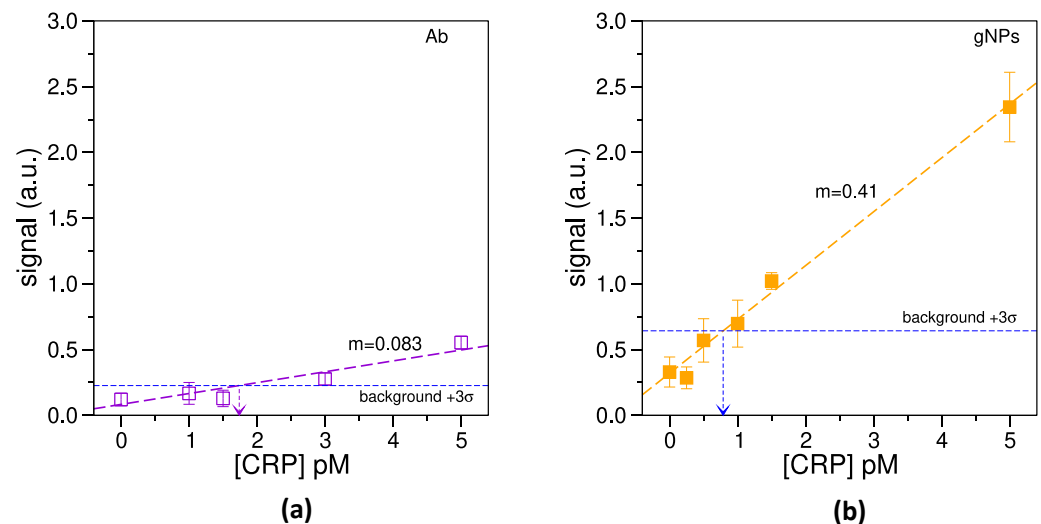 3.0
2.5
2.0
1.5
1.0
0.5
0.0
signal (a.u.)
Ab
m=0.083
background +3σ
0 1 2 3 4 5
[CRP] pM
(a)
3.0
2.5
2.0
1.5
1.0
0.5
0.0
signal (a.u.)
gNPs
m=0.41
background +3σ
0 1 2 3 4 5
[CRP] pM
(b)